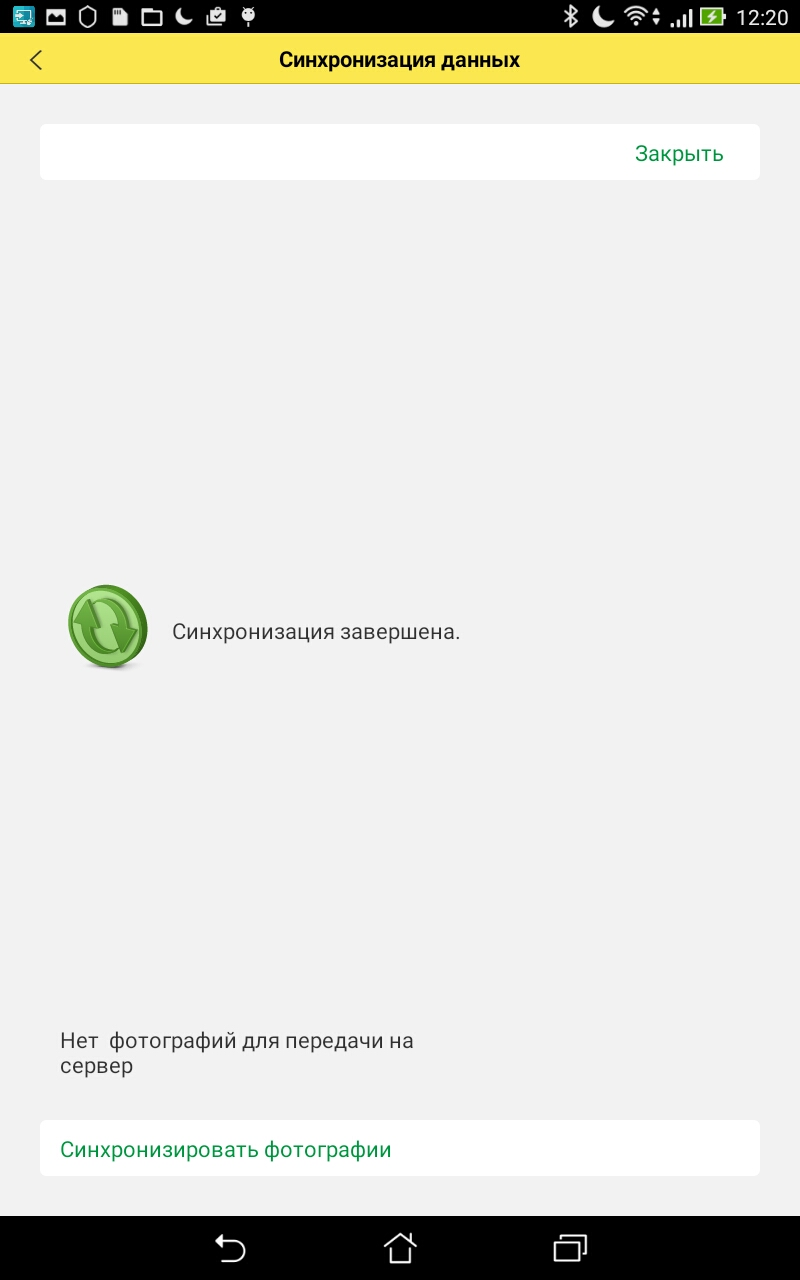 12:20
Синхронизация данных
Закрыть
Синхронизация завершена.
Нет  фотографий для передачи на
сервер
Синхронизировать фотографии